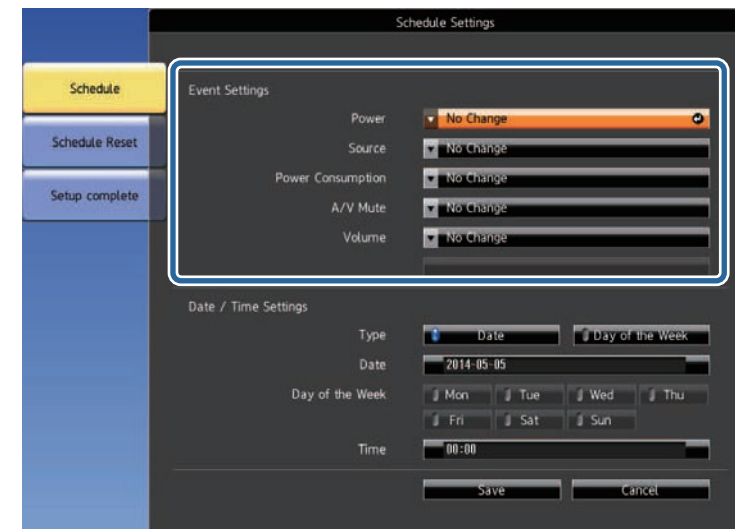 Schedule Settings
Schedule
Schedule Reset
Setup complete
Event Settings
Power No Change
Source No Change
Power Consumption No Change
A/V Mute No Change
Volume No Change
Date / Time Settings
Type Date Day of the Week
Date 2014-05-05
Day of the Week Mon Tue Wed Thu
Fri Sat Sun
Time 00:00
Save Cancel